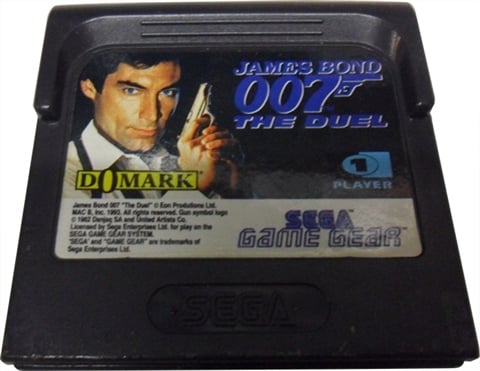 JAMES BOND
007
THE DUEL
DOMARK
1
PLAYER
James Bond 007 "The Duel" © Eon Productions Ltd.
MAC B, Inc. 1993. All rights reserved. Gun symbol logo
© 1962 Danjaq SA and United Artists Co.
Licensed by Sega Enterprises Ltd. for play on the
SEGA GAME GEAR SYSTEM.
"SEGA" and "GAME GEAR" are trademarks of
Sega Enterprises Ltd.
SEGA
GAME GEAR
SEGA